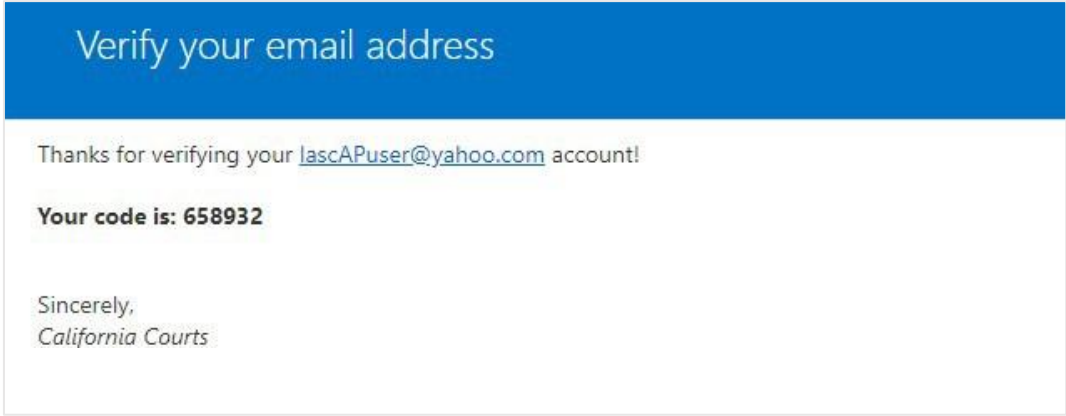 Verify your email address
Thanks for verifying your lascAPuser@yahoo.com account!
Your code is: 658932
Sincerely,
California Courts